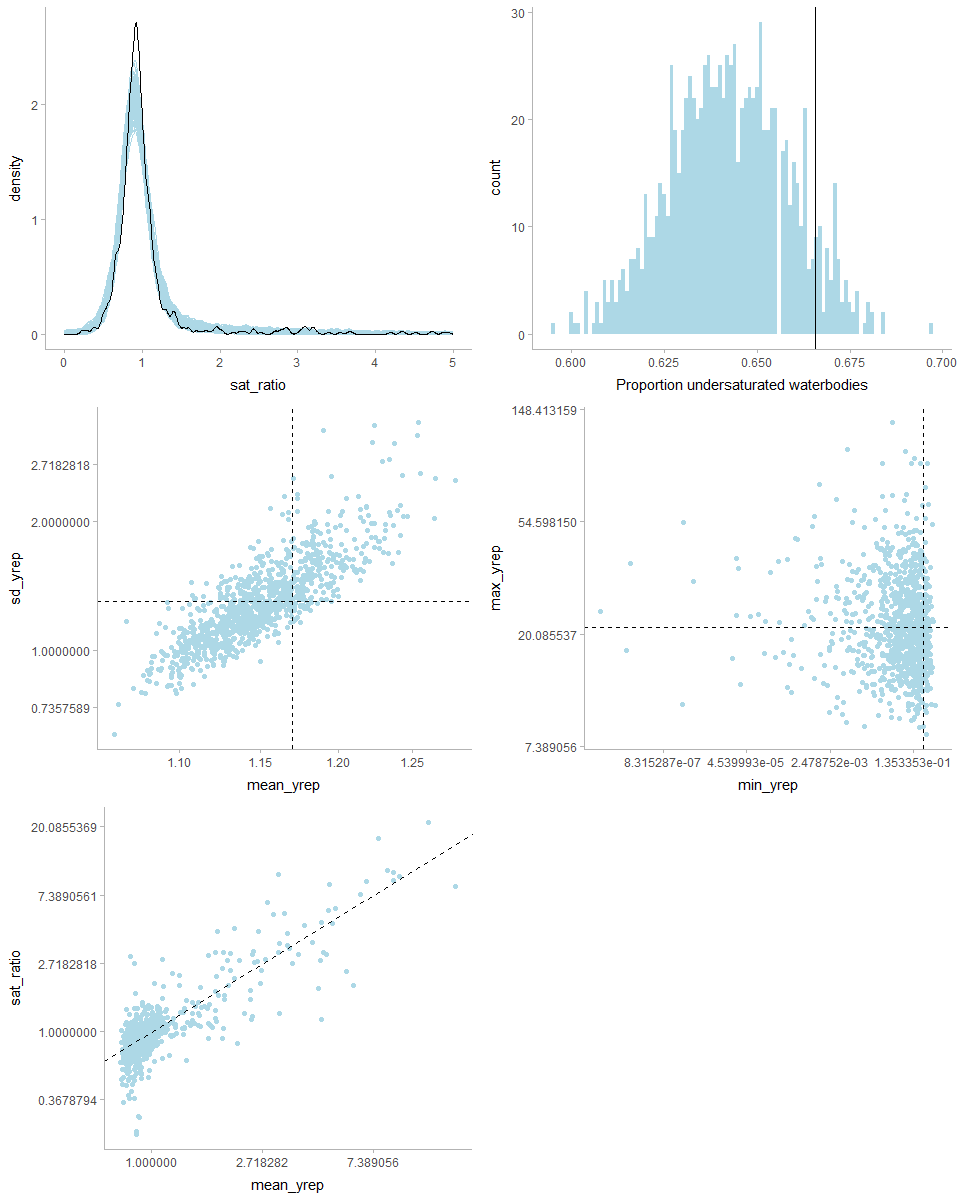 density
2
1
0
0
1
2
3
4
5
sat_ratio
count
30
20
10
0
0.600
0.625
0.650
0.675
0.700
Proportion undersaturated waterbodies
sd_yrep
2.7182818
2.0000000
1.0000000
0.7357589
1.10
1.15
1.20
1.25
mean_yrep
max_yrep
148.413159
54.598150
20.085537
7.389056
8.315287e-07
4.539993e-05
2.478752e-03
1.353353e-01
min_yrep
sat_ratio
20.0855369
7.3890561
2.7182818
1.0000000
0.3678794
1.000000
2.718282
7.389056
mean_yrep